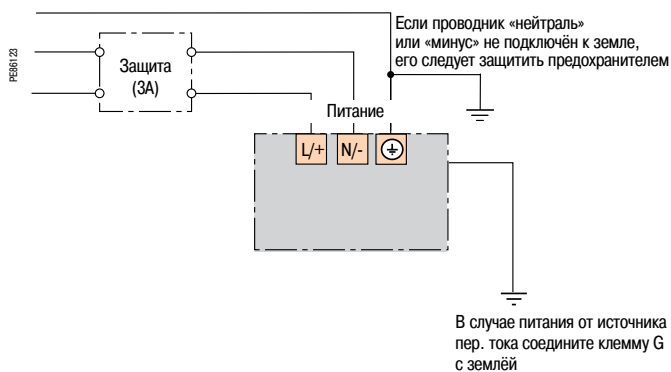 PE86123
Если проводник «нейтраль»
или «минус» не подключён к земле,
его следует защитить предохранителем
Защита
(3A)
Питание
L/+
N/-
В случае питания от источника
пер. тока соедините клемму G
с землёй